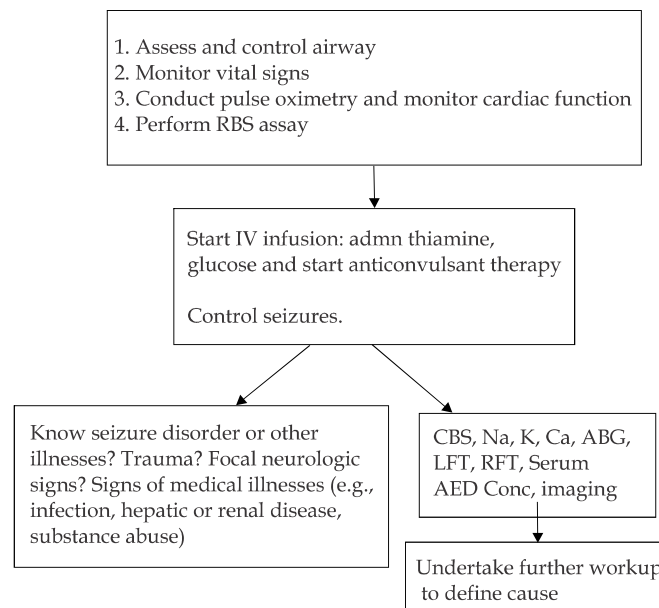 1. Assess and control airway
2. Monitor vital signs
3. Conduct pulse oximetry and monitor cardiac function
4. Perform RBS assay
Start IV infusion: admn thiamine,
glucose and start anticonvulsant therapy
Control seizures.
Know seizure disorder or other
illnesses? Trauma? Focal neurologic
signs? Signs of medical illnesses (e.g.,
infection, hepatic or renal disease,
substance abuse)
CBS, Na, K, Ca, ABG,
LFT, RFT, Serum
AED Conc, imaging
Undertake further workup
to define cause